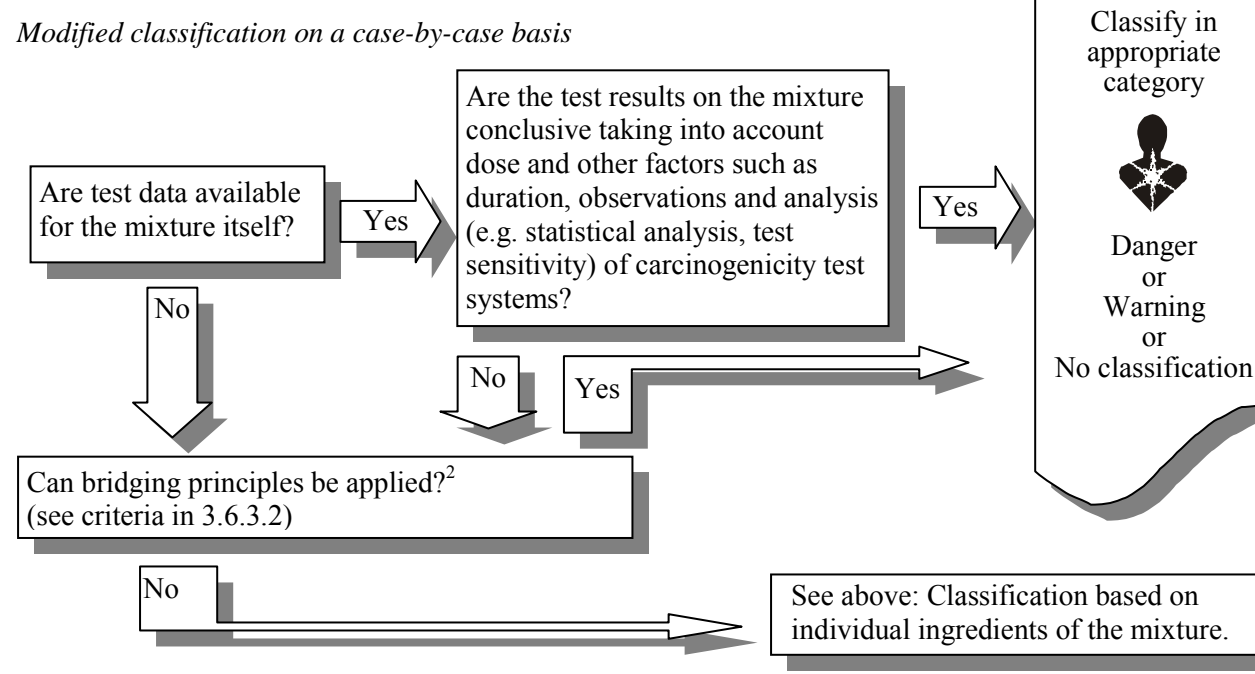 Modified classification on a case-by-case basis
Classify in
appropriate
category
Are the test results on the mixture
conclusive taking into account
dose and other factors such as
duration, observations and analysis
(e.g. statistical analysis, test
sensitivity) of carcinogenicity test
systems?
Are test data available
for the mixture itself?
Yes
Yes
Danger
or
Warning
or
No classification
No
No
Yes
Can bridging principles be applied?2
(see criteria in 3.6.3.2)
No
See above: Classification based on
individual ingredients of the mixture.